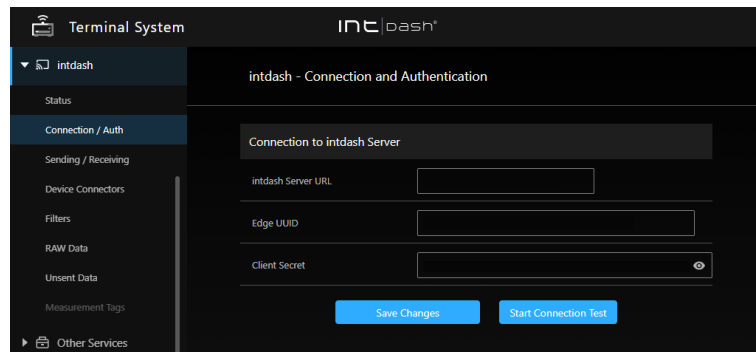 Terminal System
intdash®
intdash
Status
Connection / Auth
Sending / Receiving
Device Connectors
Filters
RAW Data
Unsent Data
Measurement Tags
Other Services
intdash - Connection and Authentication
Connection to intdash Server
intdash Server URL
Edge UUID
Client Secret
Save Changes
Start Connection Test